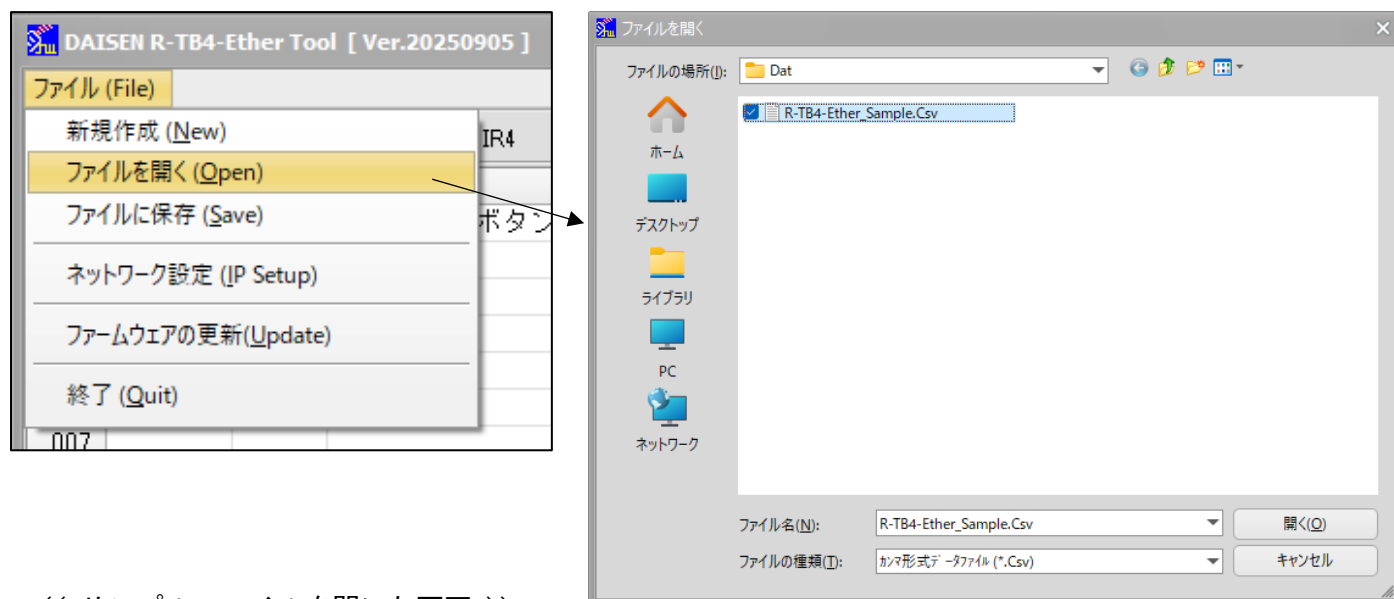 DAISEN R-TB4-Ether Tool [ Ver.20250905 ]
ファイル (File)
新規作成 (New)
IR4
ファイルを開く (Open)
ファイルに保存 (Save)
ボタン
ネットワーク設定 (IP Setup)
ファームウェアの更新(Update)
終了 (Quit)
007
ファイルを開く
ファイルの場所(I):
Dat
R-TB4-Ether_Sample.Csv
ホーム
デスクトップ
ライブラリ
PC
ネットワーク
ファイル名(N):
R-TB4-Ether_Sample.Csv
開く(O)
ファイルの種類(T):
ｶﾝﾏ形式ﾃﾞｰﾀﾌｧｲﾙ (*.Csv)
キャンセル